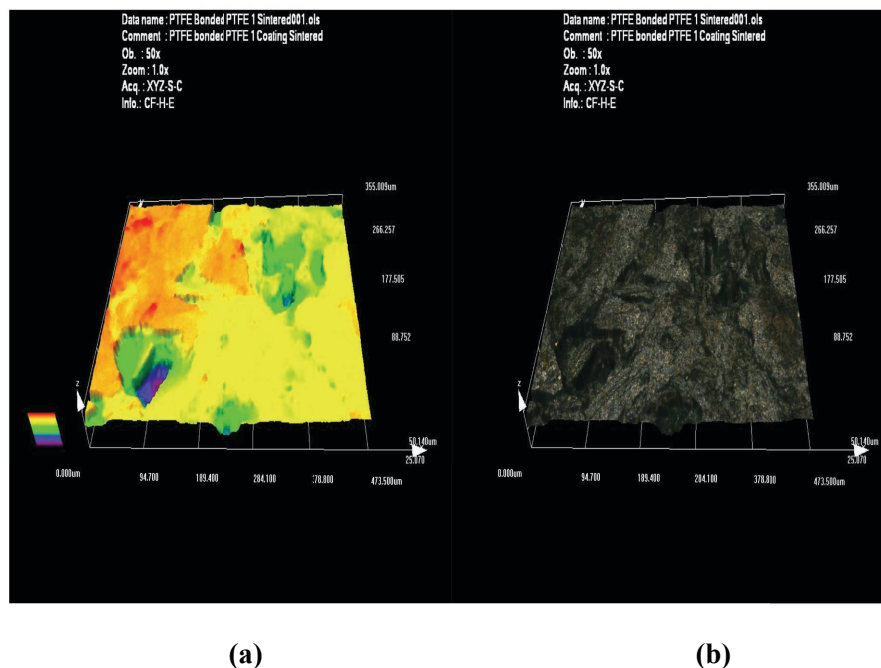 Data name : PTFE Bonded PTFE 1 Sintered001.ols
Comment : PTFE bonded PTFE 1 Coating Sintered
Ob. : 50x
Zoom : 1.0x
Acq. : XYZ-S-C
Info.: CF-H-E
355.009um
266.257
177.505
88.752
z
50.140um
25.070
0.000um
94.700
189.400
284.100
378.800
473.500um
(a)
Data name : PTFE Bonded PTFE 1 Sintered001.ols
Comment : PTFE bonded PTFE 1 Coating Sintered
Ob. : 50x
Zoom : 1.0x
Acq. : XYZ-S-C
Info.: CF-H-E
355.009um
266.257
177.505
88.752
z
50.140um
25.070
0.000um
94.700
189.400
284.100
378.800
473.500um
(b)